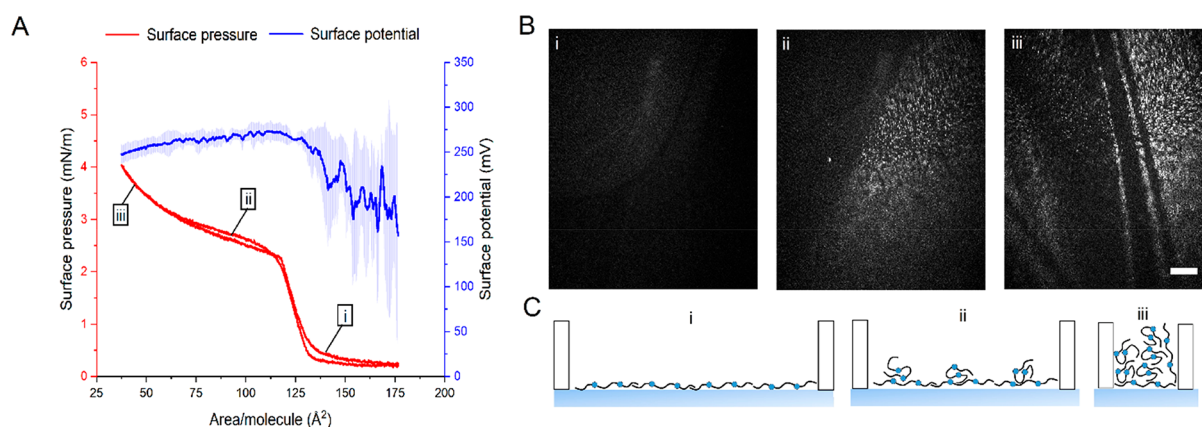 A
Surface pressure
Surface potential
Surface pressure (mN/m)
6
5
4
3
2
1
0
350
300
250
200
150
100
50
0
Surface potential (mV)
iii
ii
i
25
50
75
100
125
150
175
200
Area/molecule (Å²)
B
i
ii
iii
C
i
ii
iii